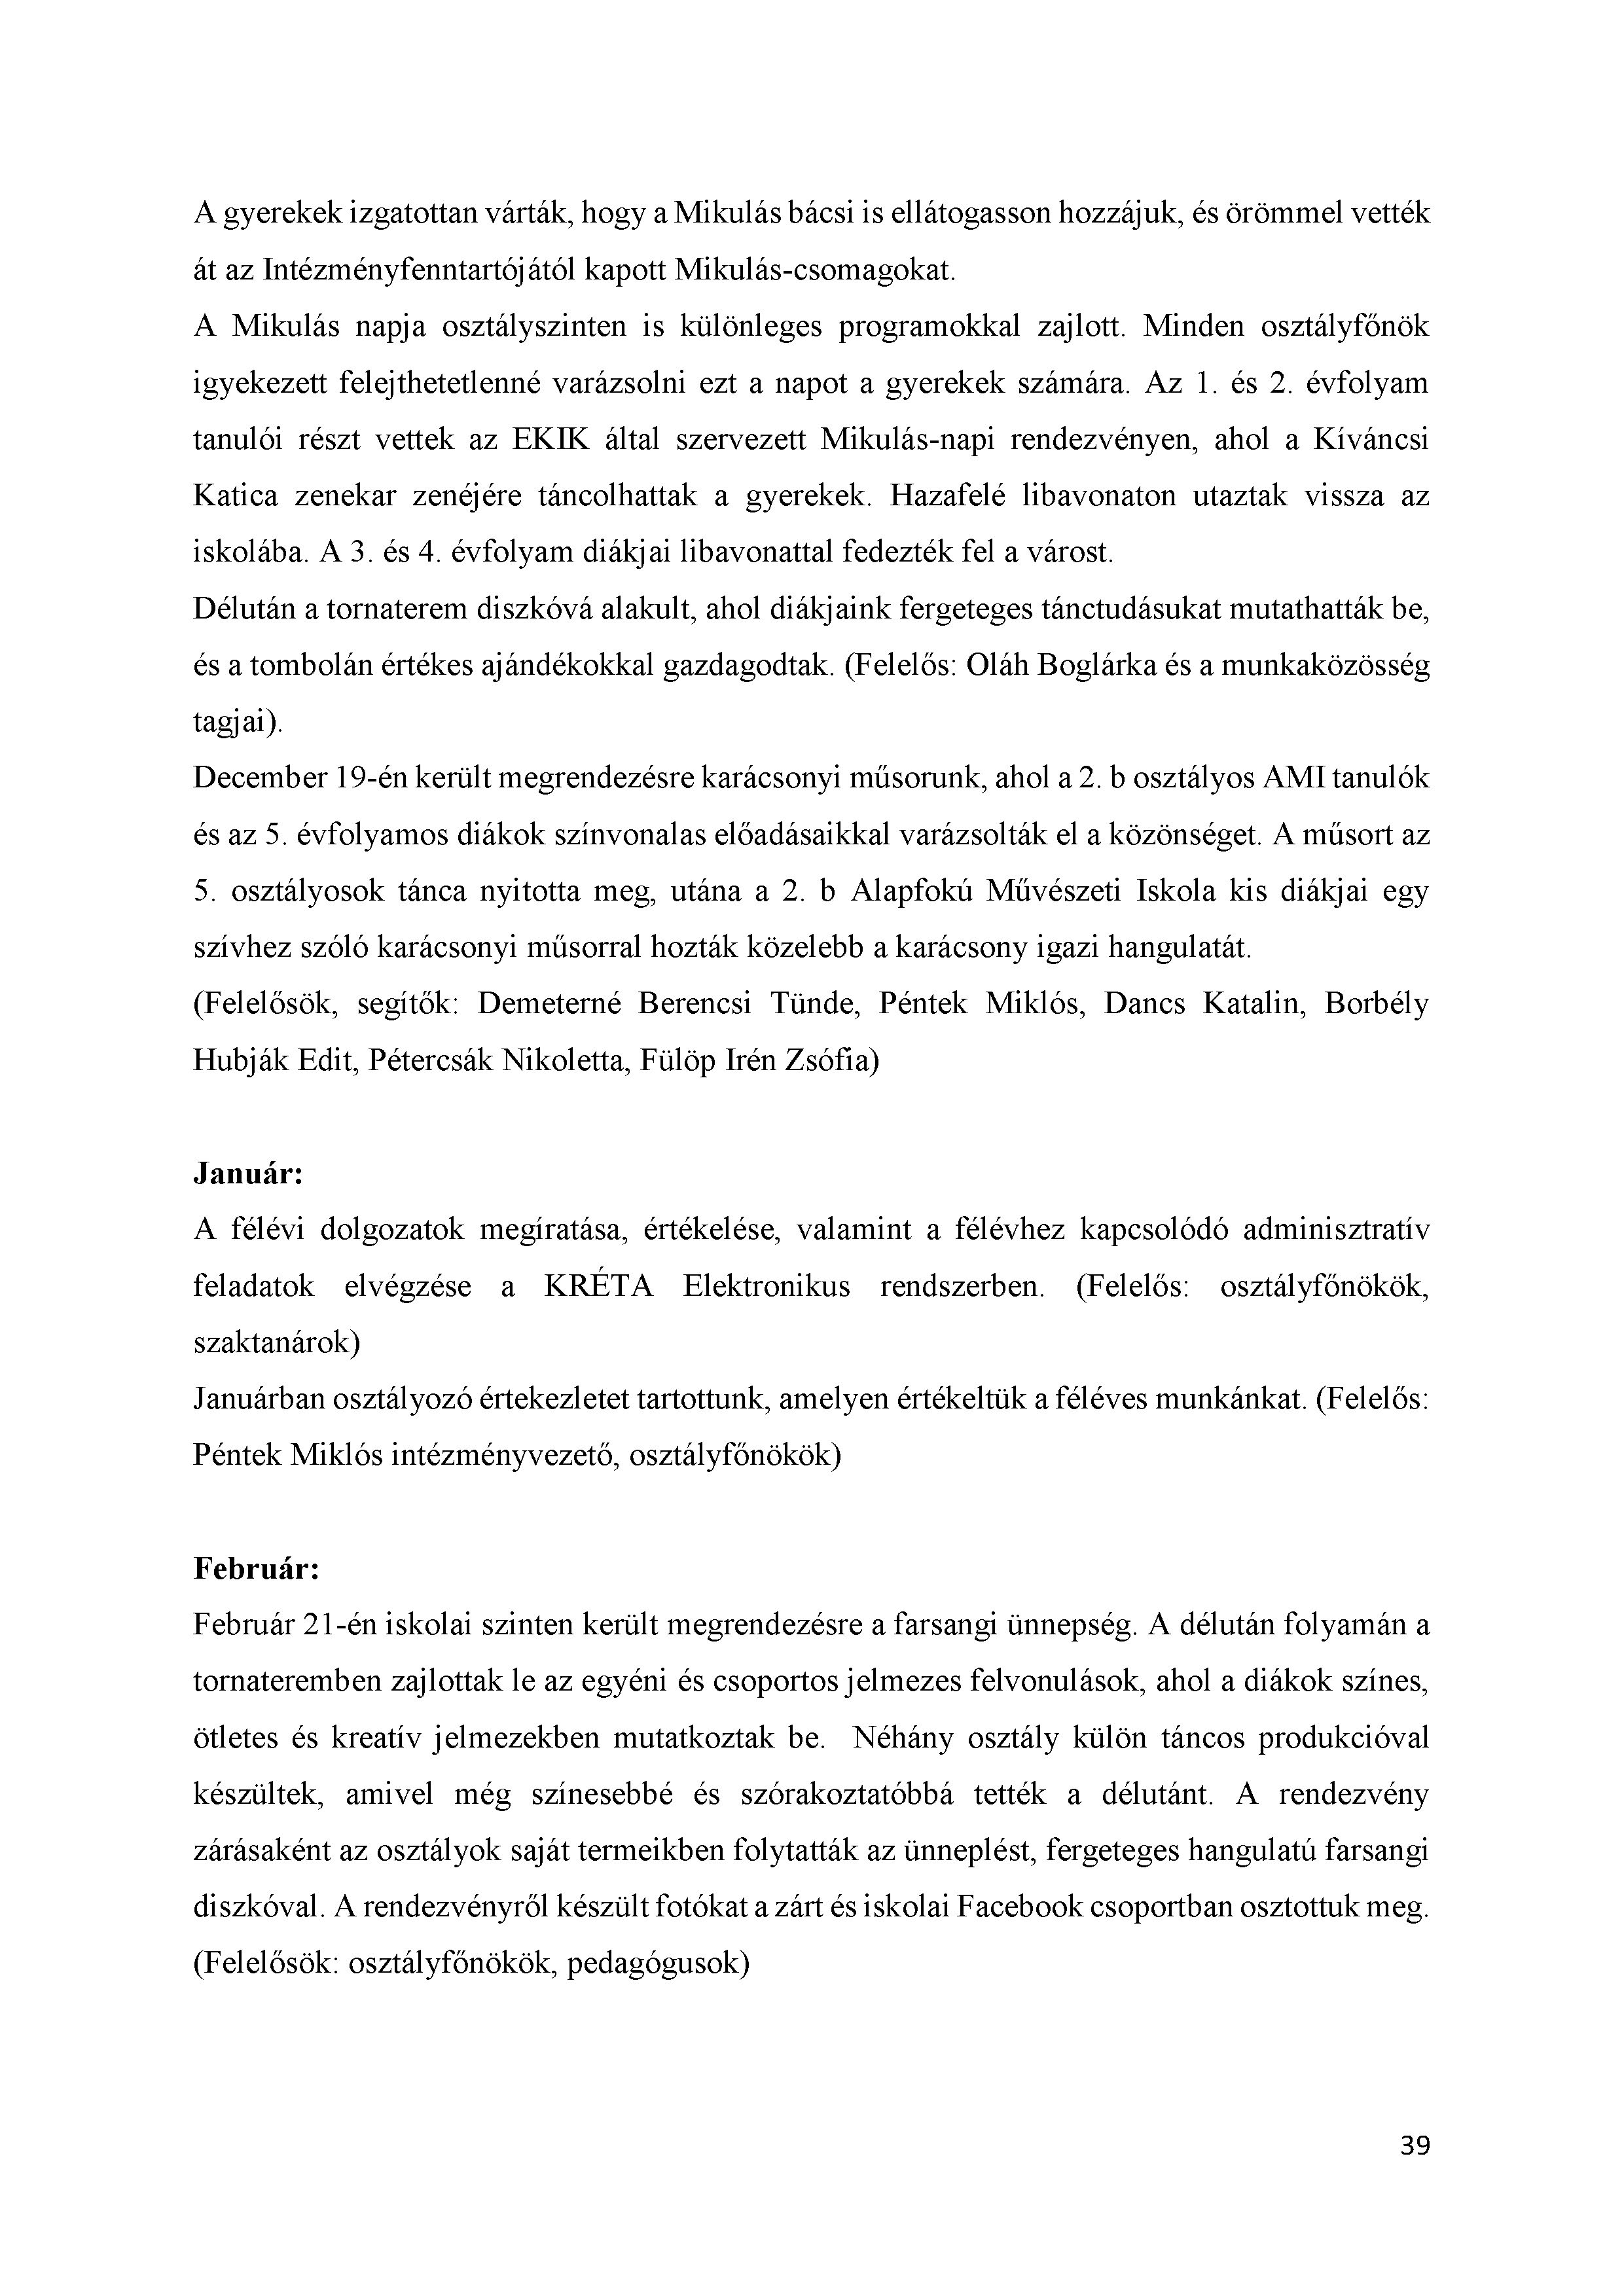 A gyerekek izgatottan várták, hogy a Mikulás bácsi is ellátogasson hozzájuk, és örömmel vették
át az Intézményfenntartójától kapott Mikulás-csomagokat.
A Mikulás napja osztályszinten is különleges programokkal zajlott. Minden osztályfőnök
igyekezett felejthetetlenné varázsolni ezt a napot a gyerekek számára. Az 1. és 2. évfolyam
tanulói részt vettek az EKIK által szervezett Mikulás-napi rendezvényen, ahol a Kíváncsi
Katica zenekar zenéjére táncolhattak a gyerekek. Hazafelé libavonaton utaztak vissza az
iskolába. A 3. és 4. évfolyam diákjai libavonattal fedezték fel a várost.
Délután a tornaterem diszkóvá alakult, ahol diákjaink fergeteges tánctudásukat mutathatták be,
és a tombolán értékes ajándékokkal gazdagodtak. (Felelős: Oláh Boglárka és a munkaközösség
tagjai).
December 19-én került megrendezésre karácsonyi műsorunk, ahol a 2. b osztályos AMI tanulók
és az 5. évfolyamos diákok színvonalas előadásaikkal varázsolták el a közönséget. A műsort az
5. osztályosok tánca nyitotta meg, utána a 2. b Alapfokú Művészeti Iskola kis diákjai egy
szívhez szóló karácsonyi műsorral hozták közelebb a karácsony igazi hangulatát.
(Felelősök, segítők: Demeterné Berencsi Tünde, Péntek Miklós, Dancs Katalin, Borbély
Hubják Edit, Pétercsák Nikoletta, Fülöp Irén Zsófia)
Január:
A félévi dolgozatok megíratása, értékelése, valamint a félévhez kapcsolódó adminisztratív
feladatok elvégzése a KRÉTA Elektronikus rendszerben. (Felelős: osztályfőnökök,
szaktanárok)
Januárban osztályozó értekezletet tartottunk, amelyen értékeltük a féléves munkánkat. (Felelős:
Péntek Miklós intézményvezető, osztályfőnökök)
Február:
Február 21-én iskolai szinten került megrendezésre a farsangi ünnepség. A délután folyamán a
tornateremben zajlottak le az egyéni és csoportos jelmezes felvonulások, ahol a diákok színes,
ötletes és kreatív jelmezekben mutatkoztak be. Néhány osztály külön táncos produkcióval
készültek, amivel még színesebbé és szórakoztatóbbá tették a délutánt. A rendezvény
zárásaként az osztályok saját termeikben folytatták az ünneplést, fergeteges hangulatú farsangi
diszkóval. A rendezvényről készült fotókat a zárt és iskolai Facebook csoportban osztottuk meg.
(Felelősök: osztályfőnökök, pedagógusok)
39